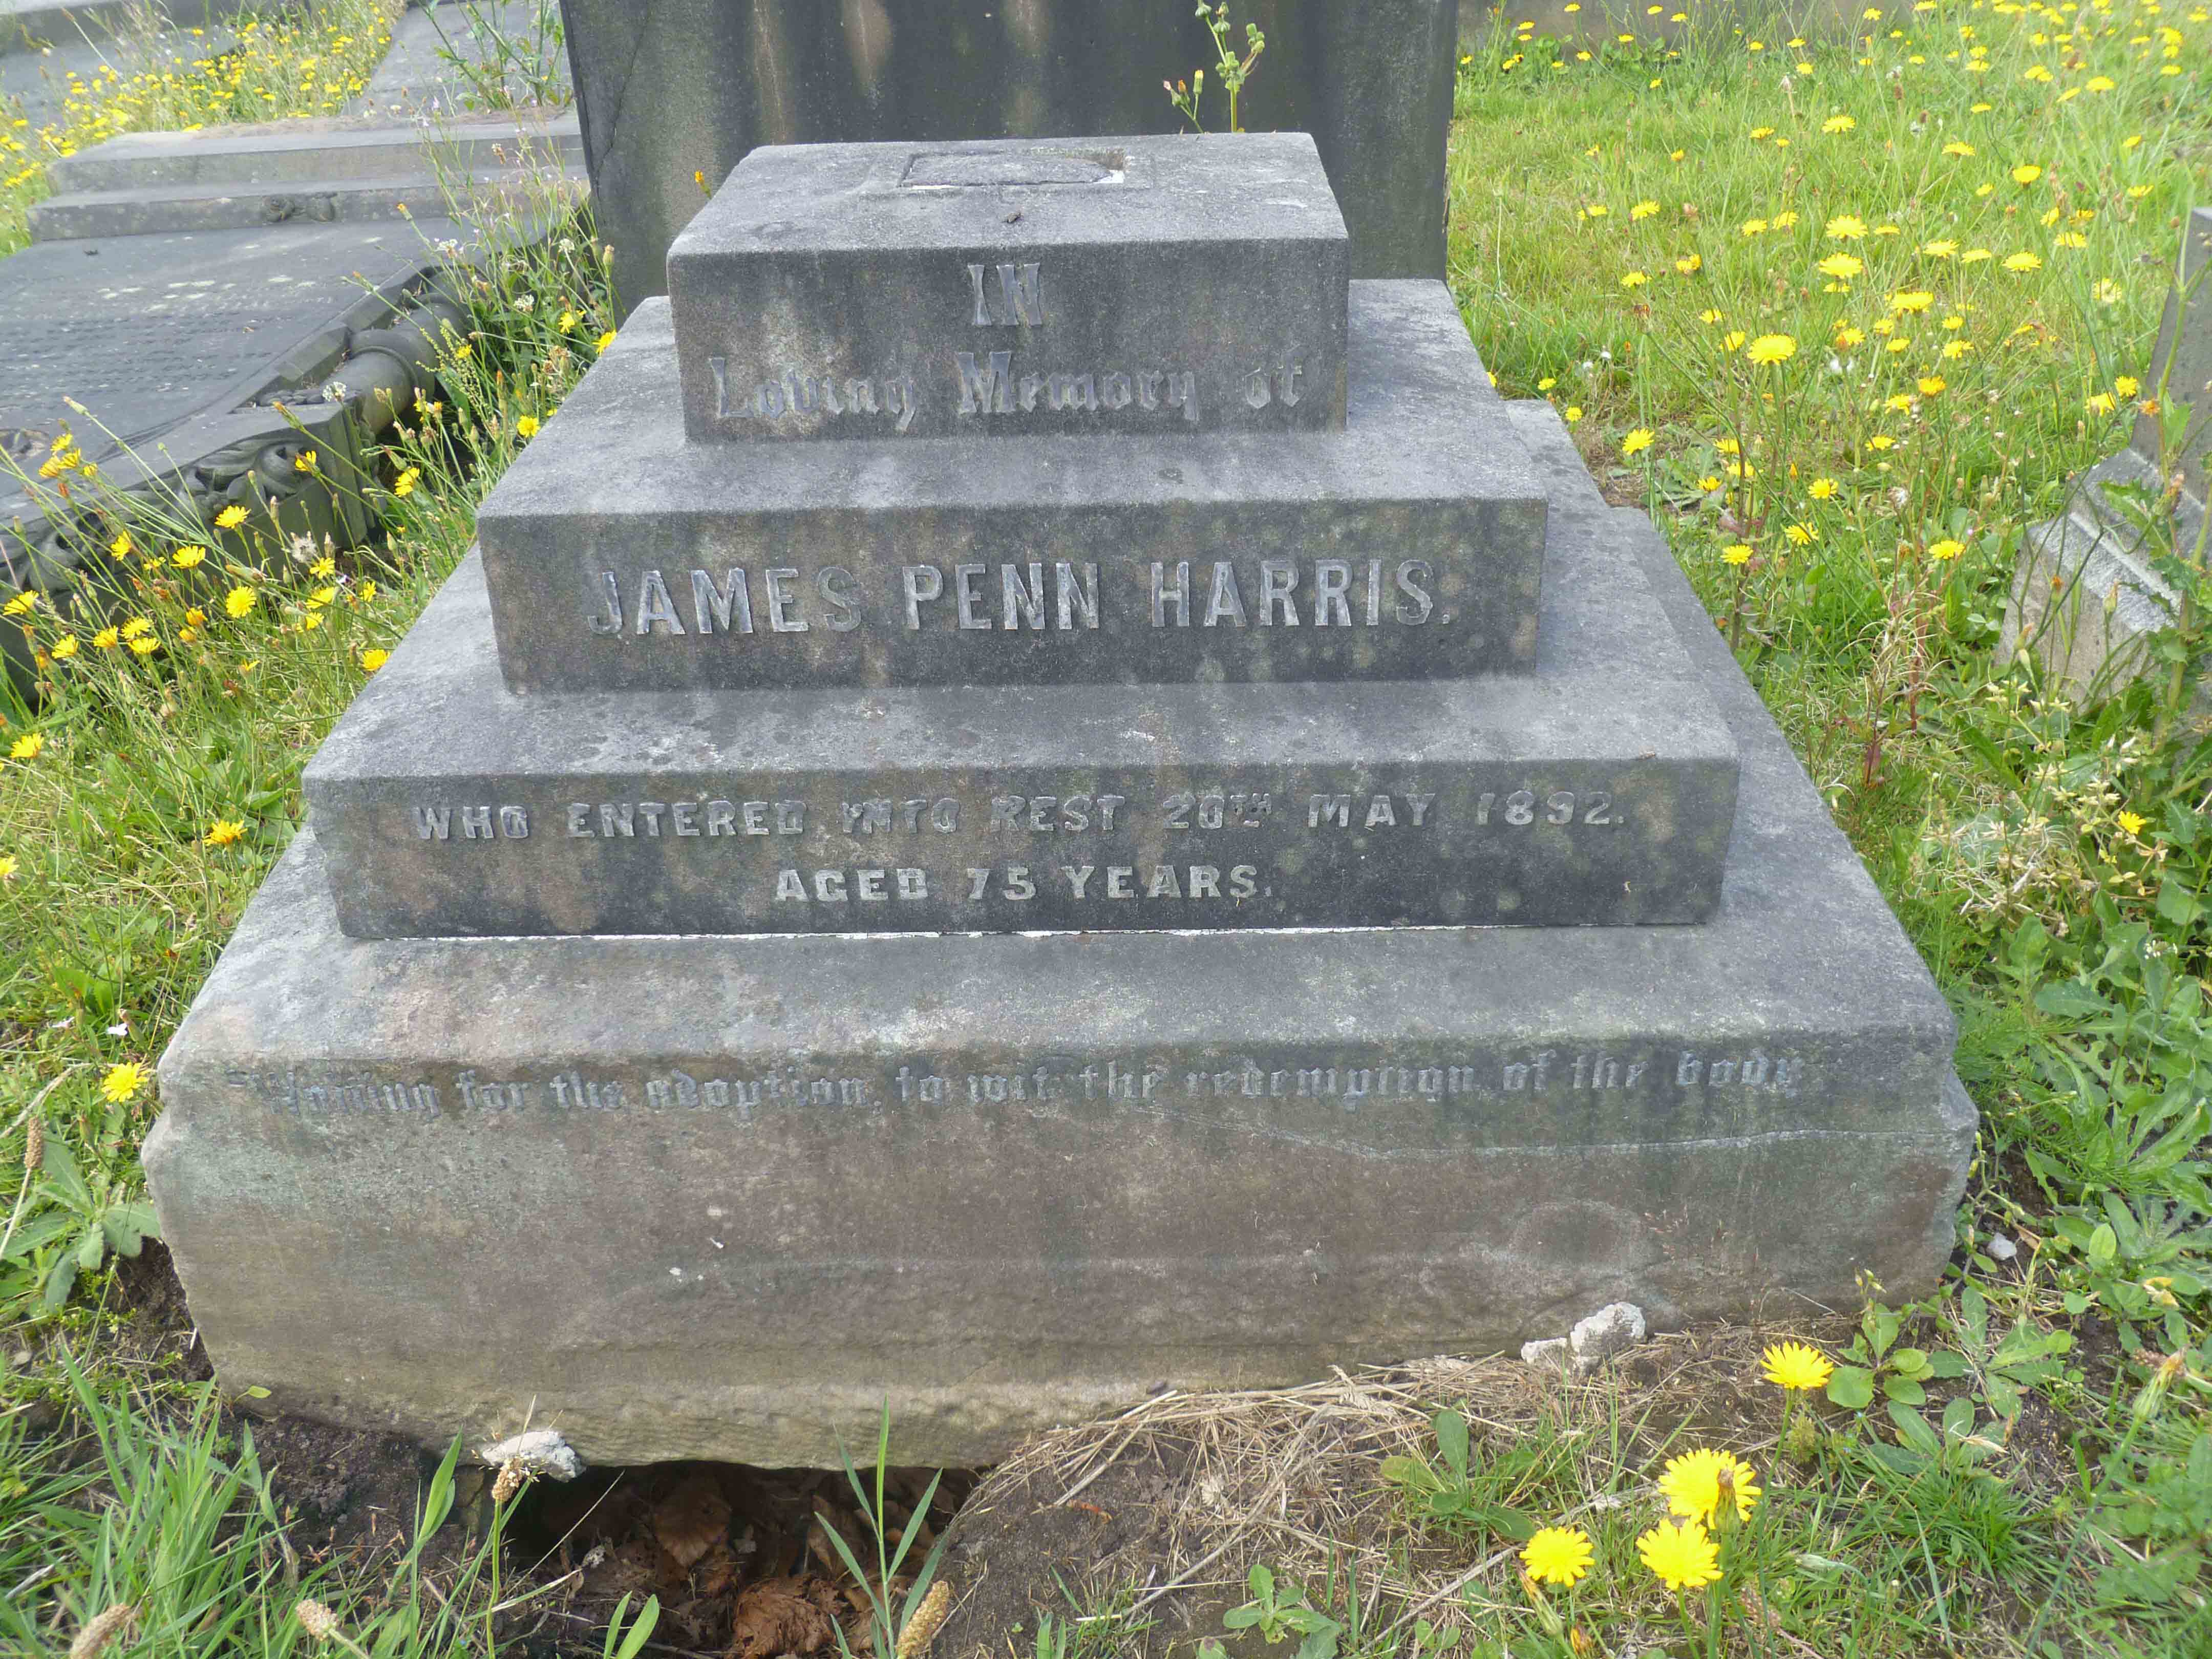 IN
Loving Memory of
JAMES PENN HARRIS.
WHO ENTERED INTO REST 20TH MAY 1892.
AGED 75 YEARS.
Waiting for the adoption, to wit the redemption of the body